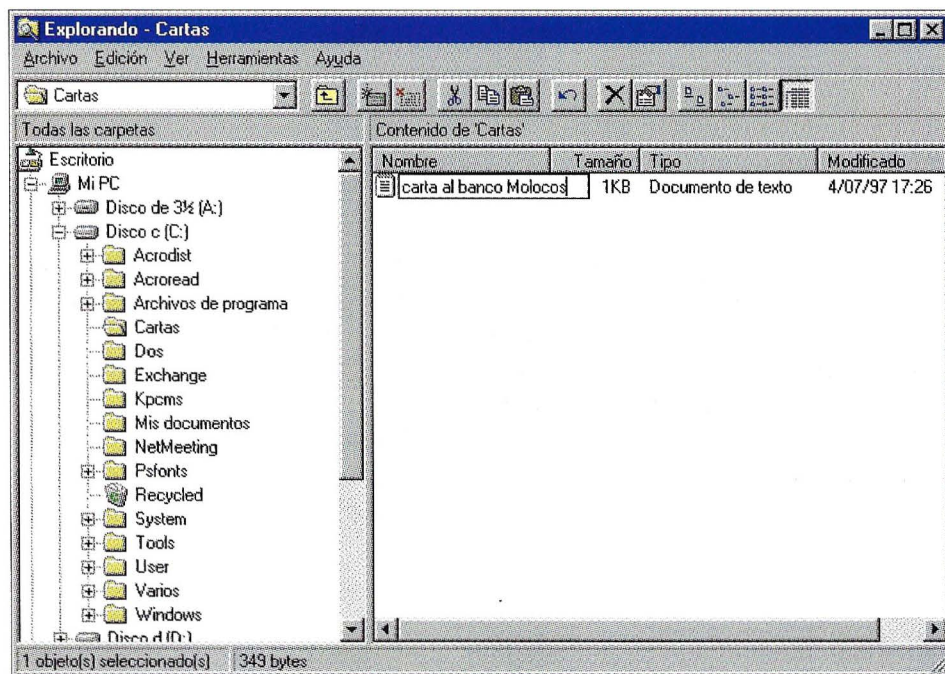 Explorando - Cartas
Archivo Edición Ver Herramientas Ayuda
Cartas
Todas las carpetas
Contenido de 'Cartas'
Nombre Tamaño Tipo Modificado
carta al banco Molocos 1KB Documento de texto 4/07/97 17:26
Escritorio
Mi PC
Disco de 3½ (A:)
Disco c (C:)
Acrodist
Acroread
Archivos de programa
Cartas
Dos
Exchange
Kpcms
Mis documentos
NetMeeting
Psfonts
Recycled
System
Tools
User
Varios
Windows
Disco d (D:)
1 objeto(s) seleccionado(s) 349 bytes